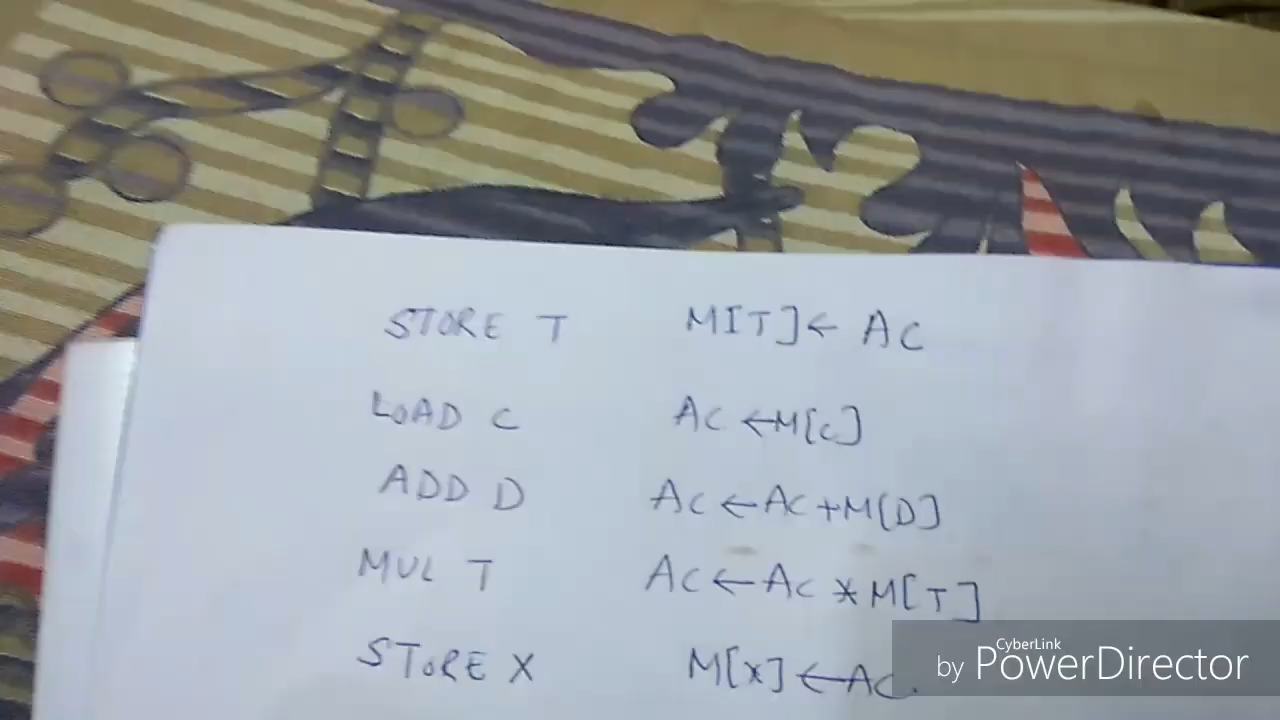 STORE T M[T]← AC
LOAD C AC ←M[C]
ADD D AC ←AC+M[D]
MUL T AC ←AC *M[T]
STORE X M[X] ←AC.
CyberLink
by PowerDirector